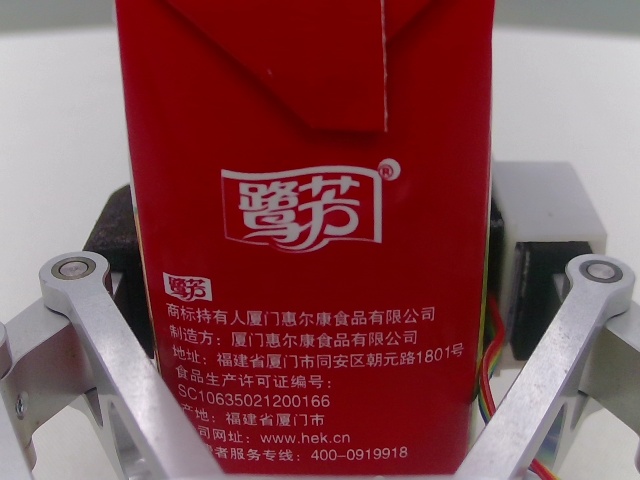 鹭芳®
鹭芳
商标持有人厦门惠尔康食品有限公司
制造方：厦门惠尔康食品有限公司
地址：福建省厦门市同安区朝元路1801号
食品生产许可证编号：
SC10635021200166
产地：福建省厦门市
司网址：www.hek.cn
者服务专线：400-0919918